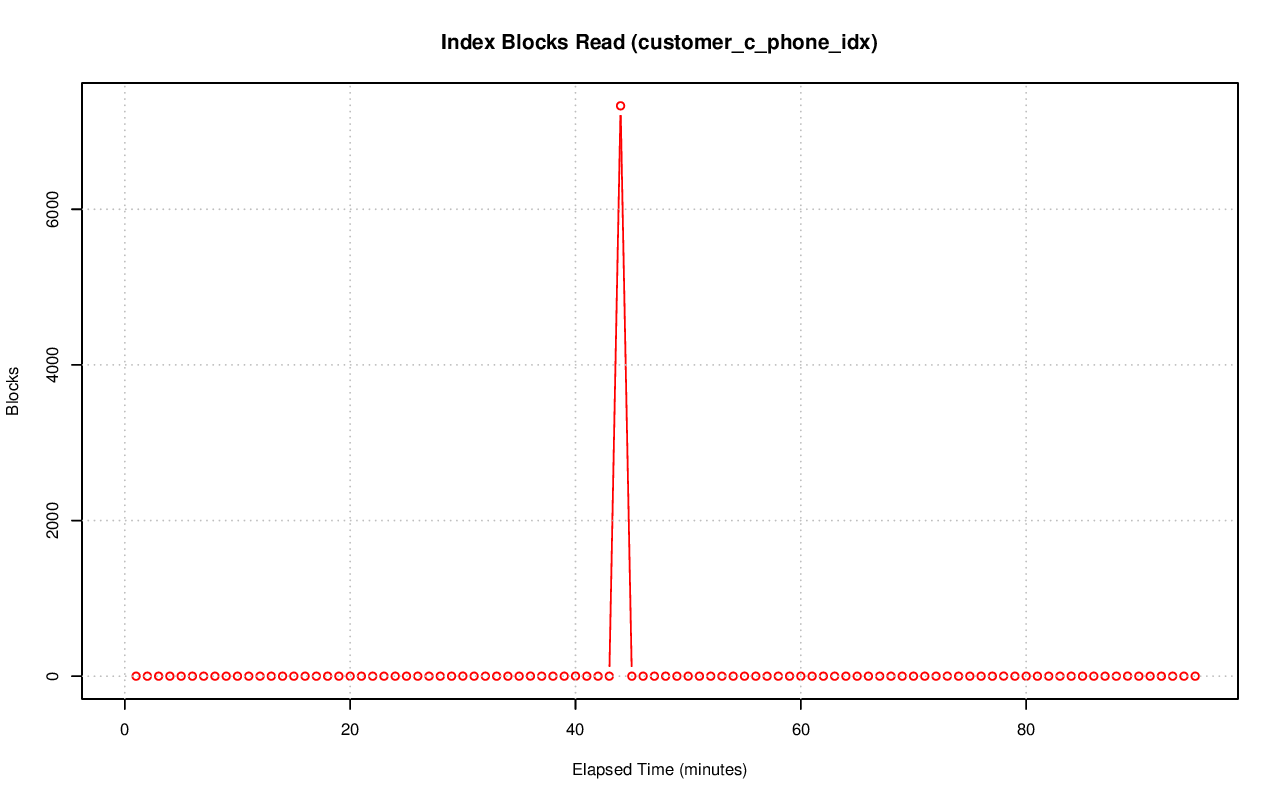 Index Blocks Read (customer_c_phone_idx)
6000
4000
2000
0
Blocks
0 20 40 60 80
Elapsed Time (minutes)